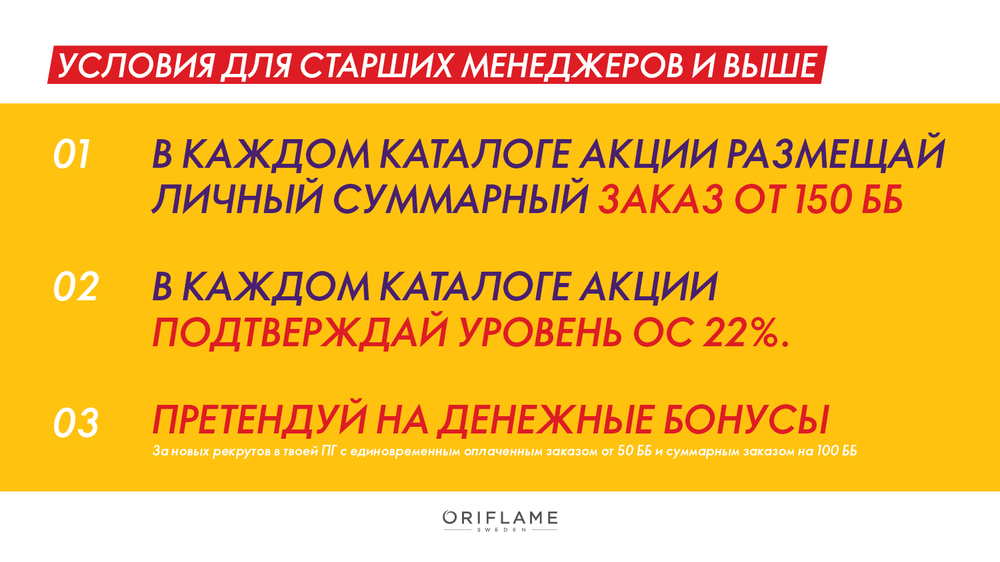 УСЛОВИЯ ДЛЯ СТАРШИХ МЕНЕДЖЕРОВ И ВЫШЕ
01 В КАЖДОМ КАТАЛОГЕ АКЦИИ РАЗМЕЩАЙ
ЛИЧНЫЙ СУММАРНЫЙ ЗАКАЗ ОТ 150 ББ
02 В КАЖДОМ КАТАЛОГЕ АКЦИИ
ПОДТВЕРЖДАЙ УРОВЕНЬ ОС 22%.
03 ПРЕТЕНДУЙ НА ДЕНЕЖНЫЕ БОНУСЫ
За новых рекрутов в твоей ПГ с единовременным оплаченным заказом от 50 ББ и суммарным заказом на 100 ББ
ORIFLAME
SWEDEN